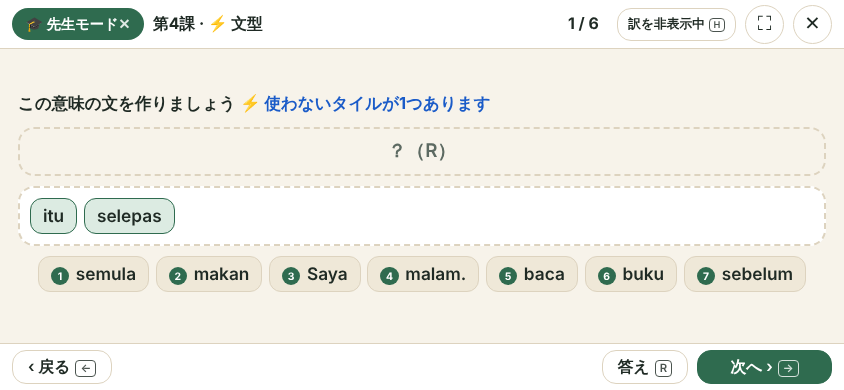 🎓 先生モード✕ 第4課 · ⚡ 文型 1 / 6 訳を非表示中 H ✕
この意味の文を作りましょう ⚡ 使わないタイルが1つあります
？（R）
itu selepas
1 semula 2 makan 3 Saya 4 malam. 5 baca 6 buku 7 sebelum
‹ 戻る ← 答え R 次へ › →